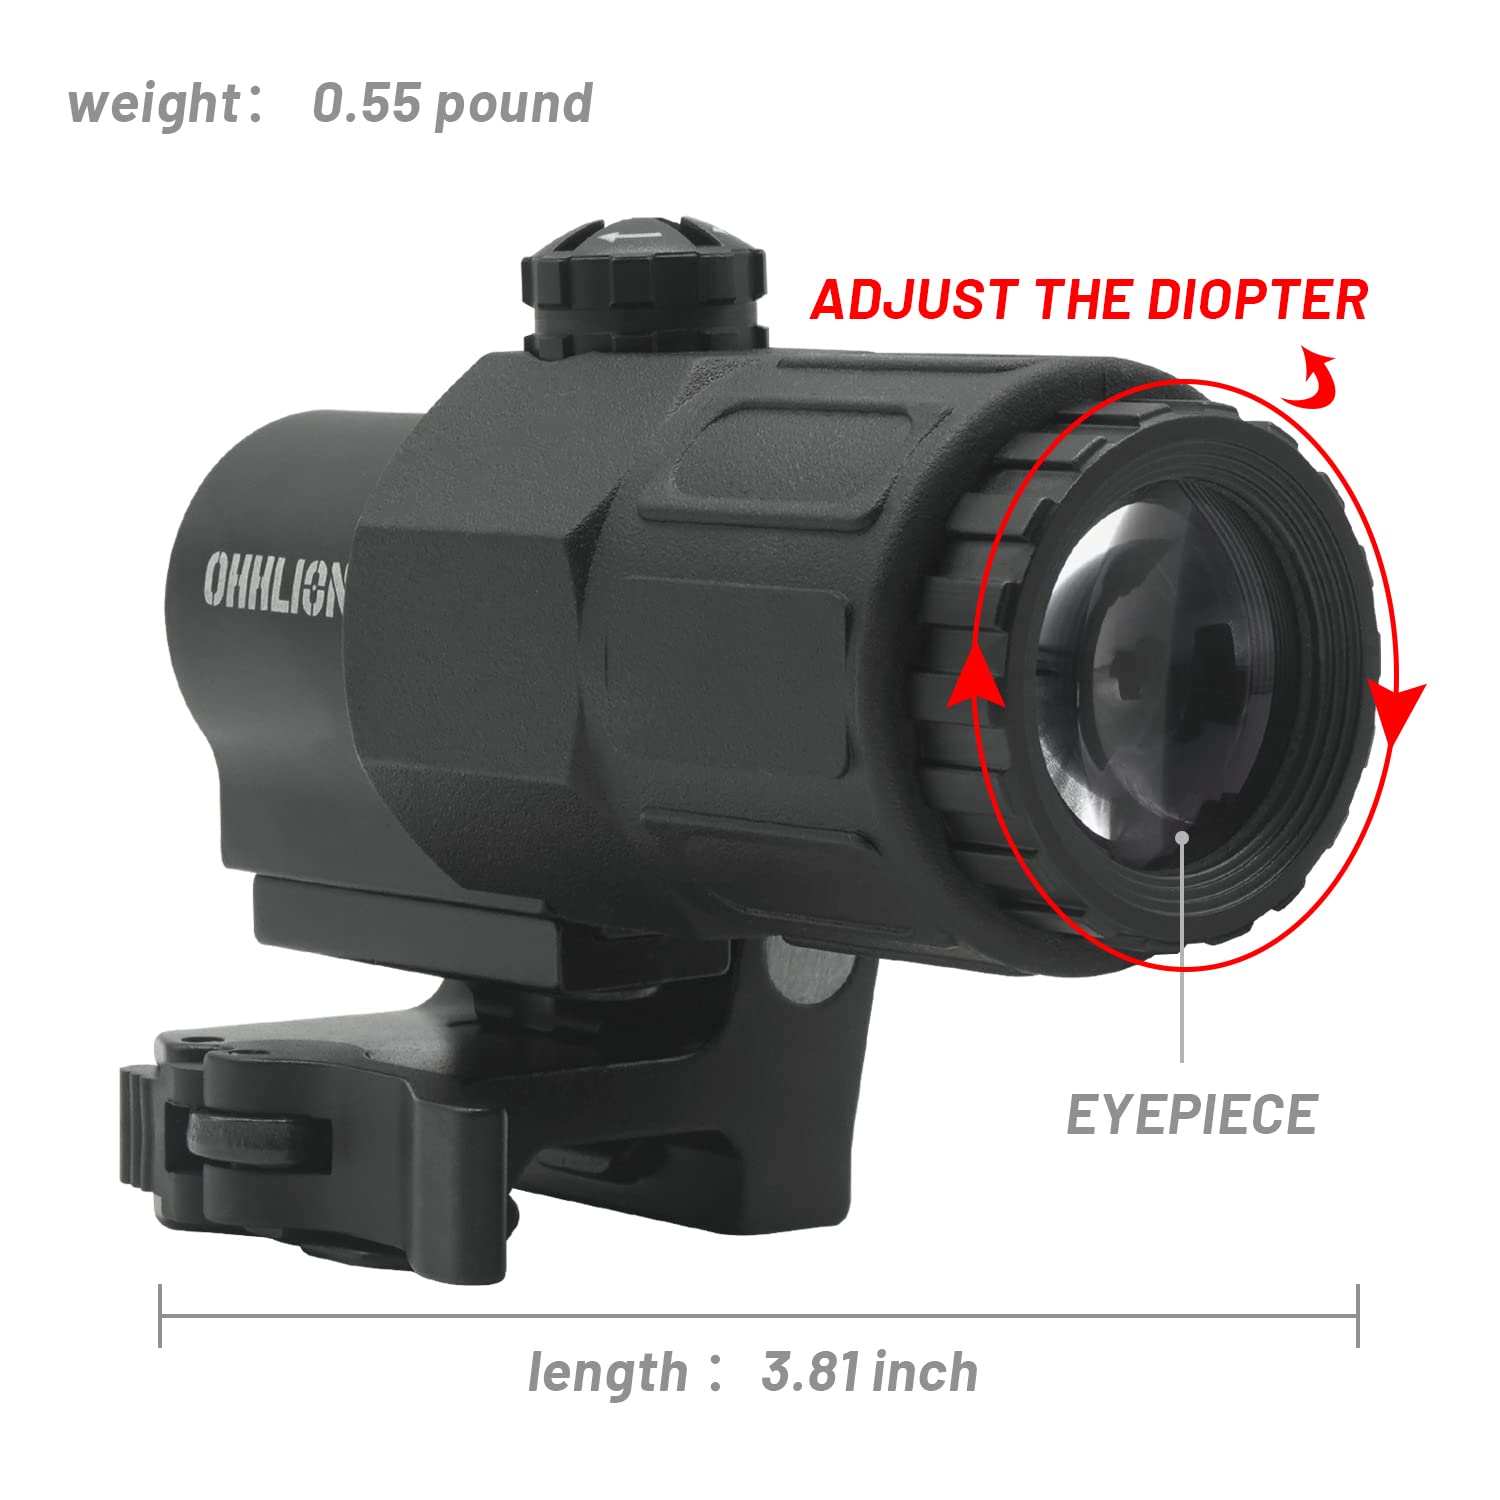 weight： 0.55 pound
ADJUST THE DIOPTER
OHHLION
EYEPIECE
length： 3.81 inch